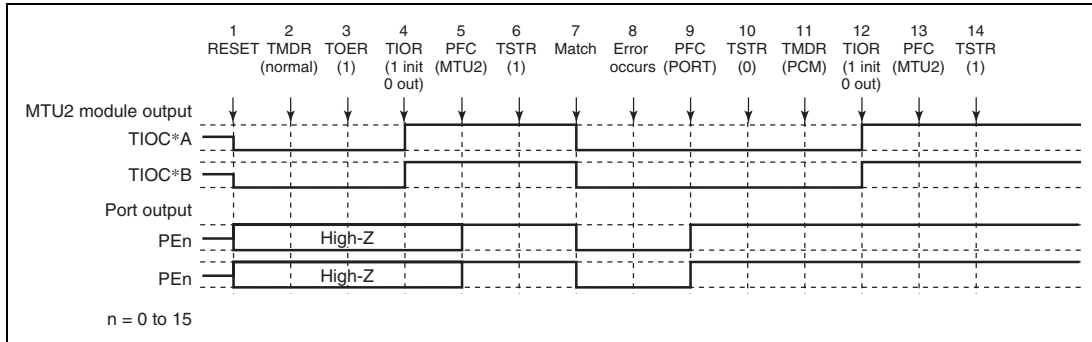 1 2 3 4 5 6 7 8 9 10 11 12 13 14
RESET TMDR TOER TIOR PFC TSTR Match Error PFC TSTR TMDR TIOR PFC TSTR
(normal) (1) (1 init (MTU2) (1) occurs (PORT) (0) (PCM) (1 init (MTU2) (1)
0 out) 0 out)
MTU2 module output
TIOC*A
TIOC*B
Port output
PEn High-Z
PEn High-Z
n = 0 to 15